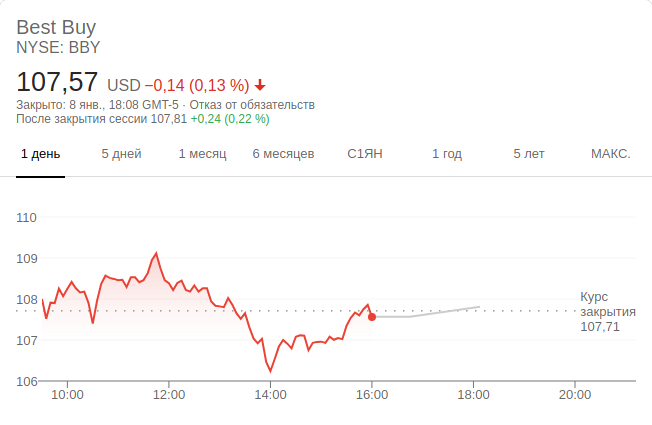 Best Buy
NYSE: BBY
107,57 USD −0,14 (0,13 %)
Закрыто: 8 янв., 18:08 GMT-5 · Отказ от обязательств
После закрытия сессии 107,81 +0,24 (0,22 %)
1 день 5 дней 1 месяц 6 месяцев С1ЯН 1 год 5 лет МАКС.
110
109
108
107
106
Курс
закрытия
107,71
10:00 12:00 14:00 16:00 18:00 20:00